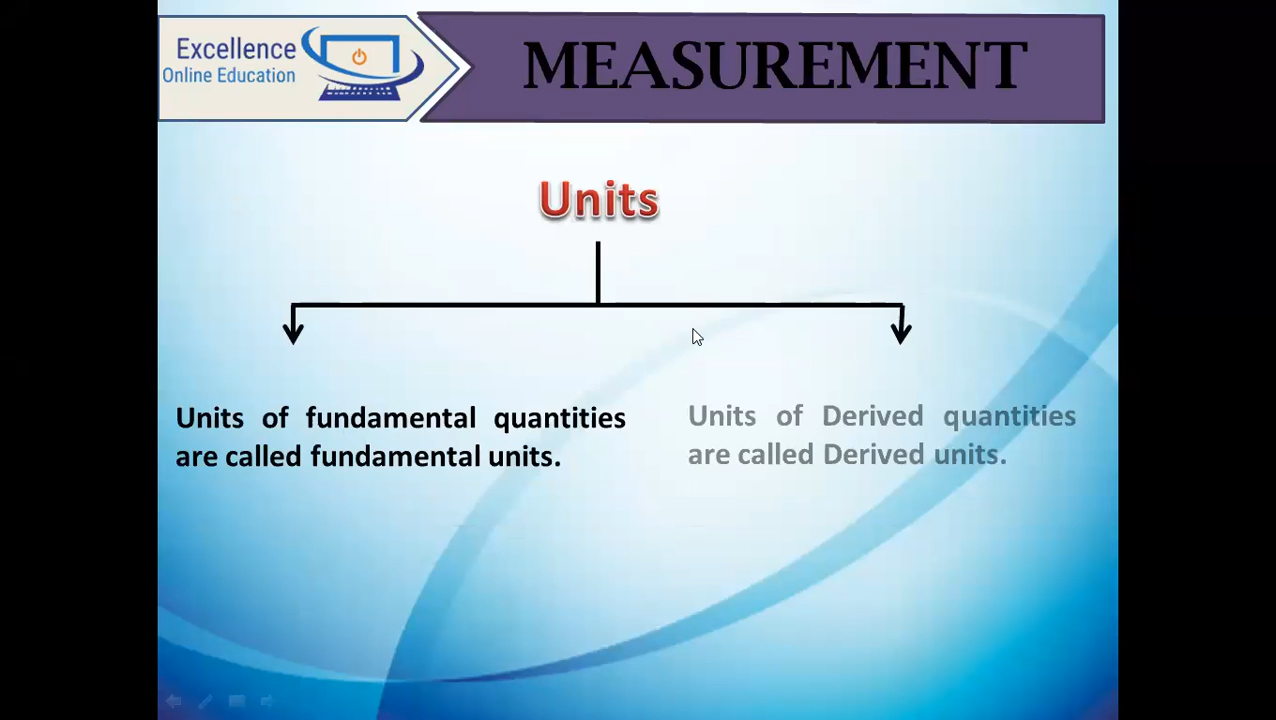 Excellence
Online Education
MEASUREMENT
Units
Units of fundamental quantities
are called fundamental units.
Units of Derived quantities
are called Derived units.